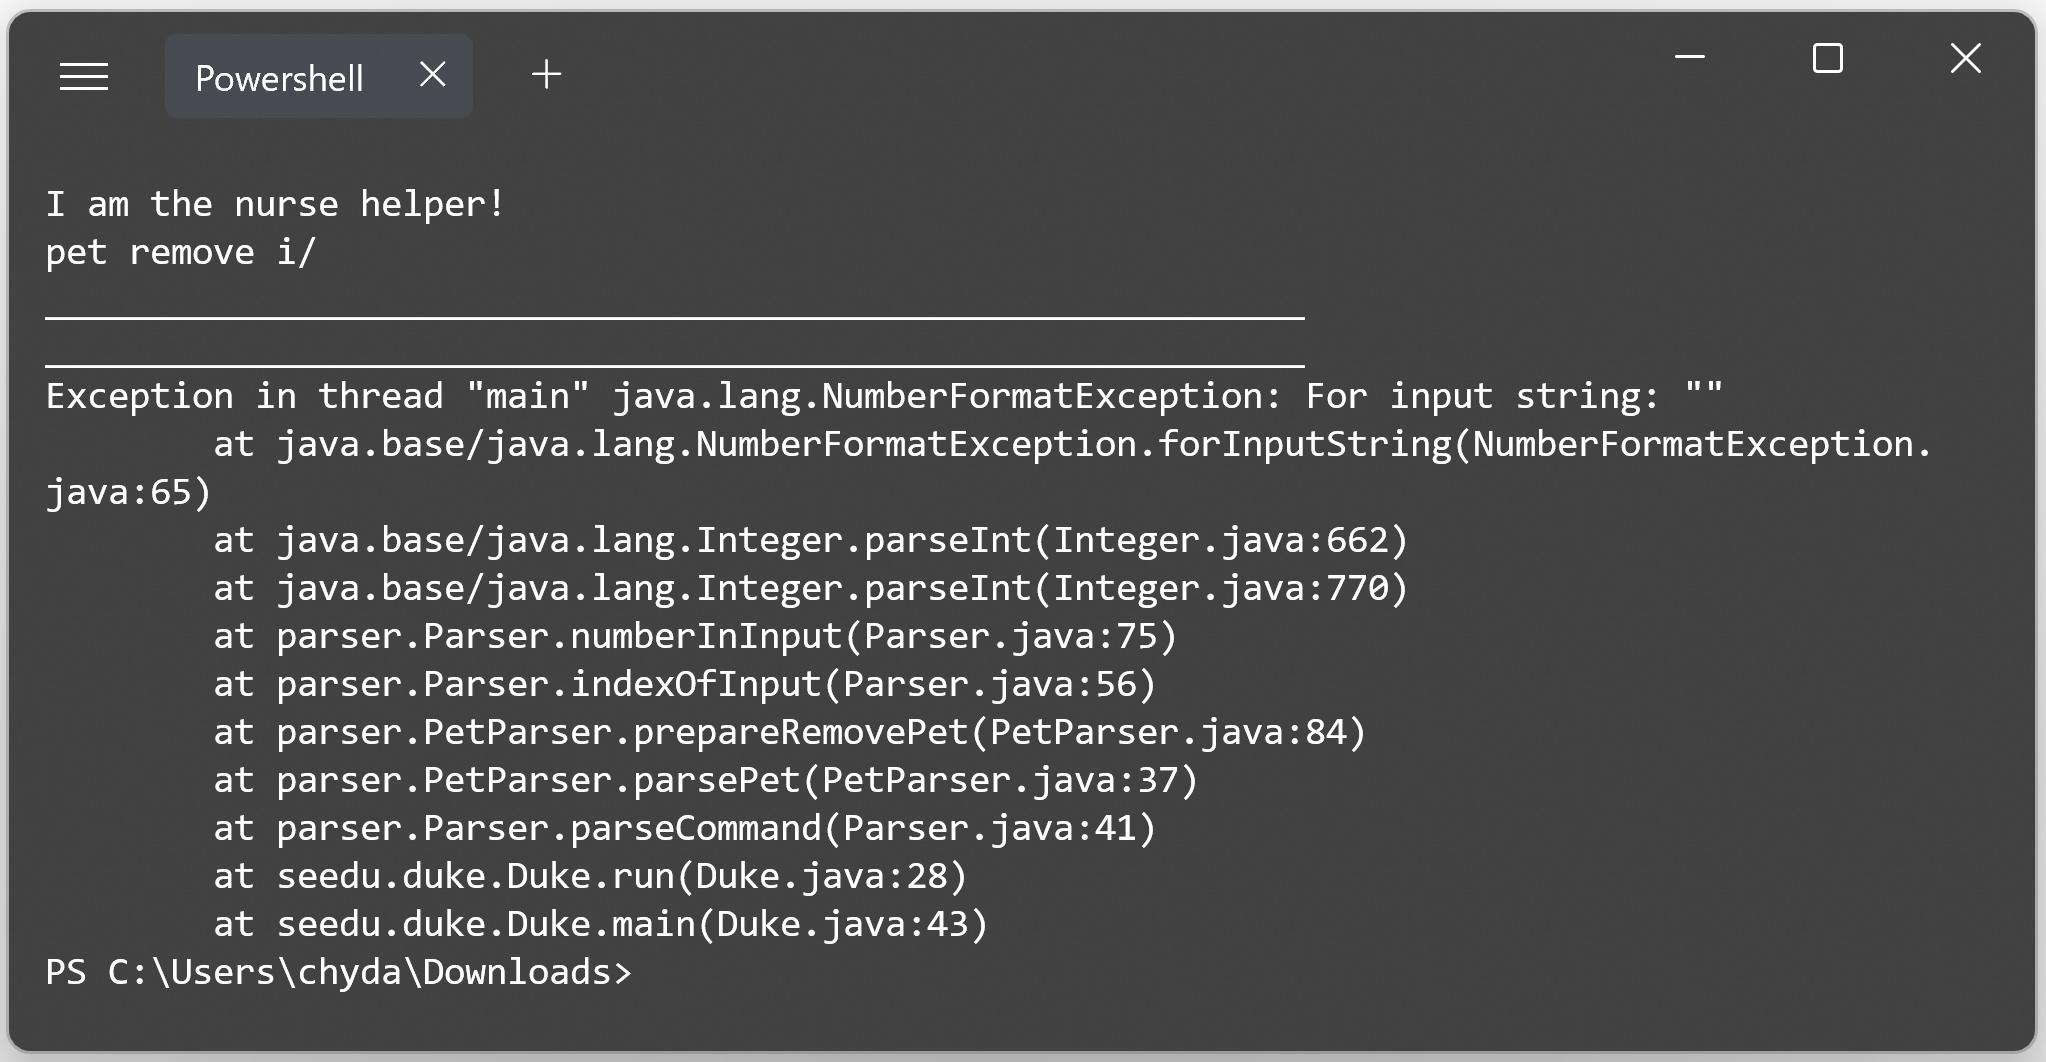 Powershell
I am the nurse helper!
pet remove i/
____________________________________________________________
____________________________________________________________
Exception in thread "main" java.lang.NumberFormatException: For input string: ""
        at java.base/java.lang.NumberFormatException.forInputString(NumberFormatException.
java:65)
        at java.base/java.lang.Integer.parseInt(Integer.java:662)
        at java.base/java.lang.Integer.parseInt(Integer.java:770)
        at parser.Parser.numberInInput(Parser.java:75)
        at parser.Parser.indexOfInput(Parser.java:56)
        at parser.PetParser.prepareRemovePet(PetParser.java:84)
        at parser.PetParser.parsePet(PetParser.java:37)
        at parser.Parser.parseCommand(Parser.java:41)
        at seedu.duke.Duke.run(Duke.java:28)
        at seedu.duke.Duke.main(Duke.java:43)
PS C:\Users\chyda\Downloads>